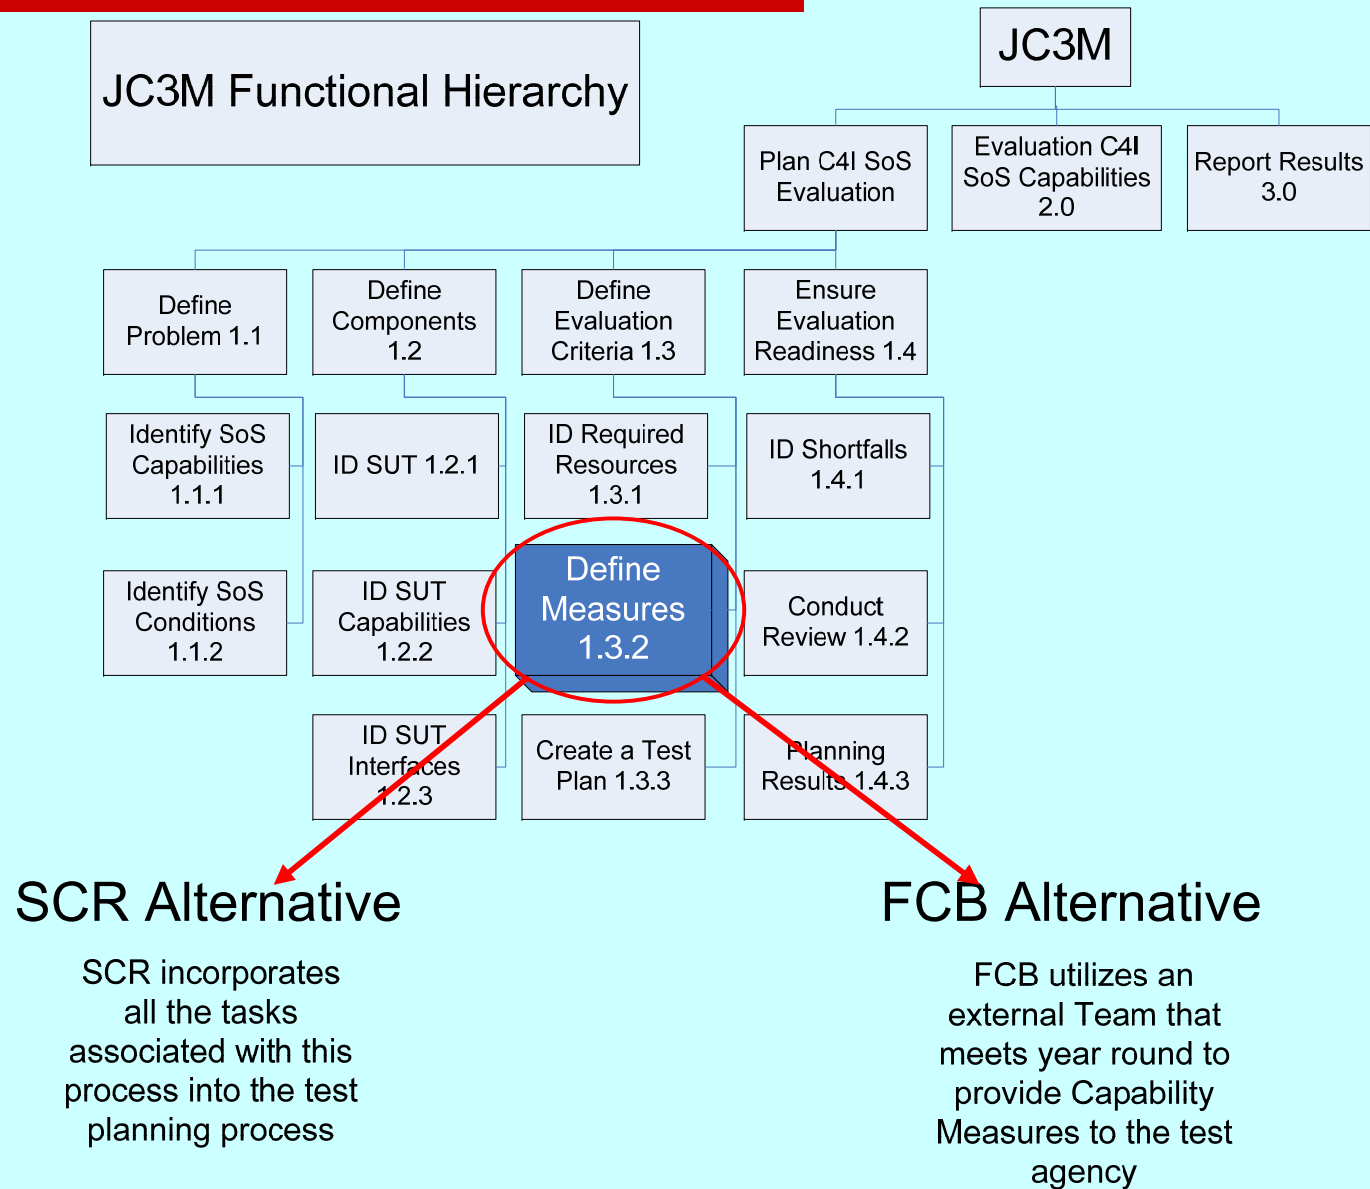 JC3M Functional Hierarchy
JC3M
Plan C4I SoS
Evaluation
Evaluation C4I
SoS Capabilities
2.0
Report Results
3.0
Define
Problem 1.1
Define
Components
1.2
Define
Evaluation
Criteria 1.3
Ensure
Evaluation
Readiness 1.4
Identify SoS
Capabilities
1.1.1
ID SUT 1.2.1
ID Required
Resources
1.3.1
ID Shortfalls
1.4.1
Identify SoS
Conditions
1.1.2
ID SUT
Capabilities
1.2.2
Define
Measures
1.3.2
Conduct
Review 1.4.2
ID SUT
Interfaces
1.2.3
Create a Test
Plan 1.3.3
Planning
Results 1.4.3
SCR Alternative
SCR incorporates
all the tasks
associated with this
process into the test
planning process
FCB Alternative
FCB utilizes an
external Team that
meets year round to
provide Capability
Measures to the test
agency